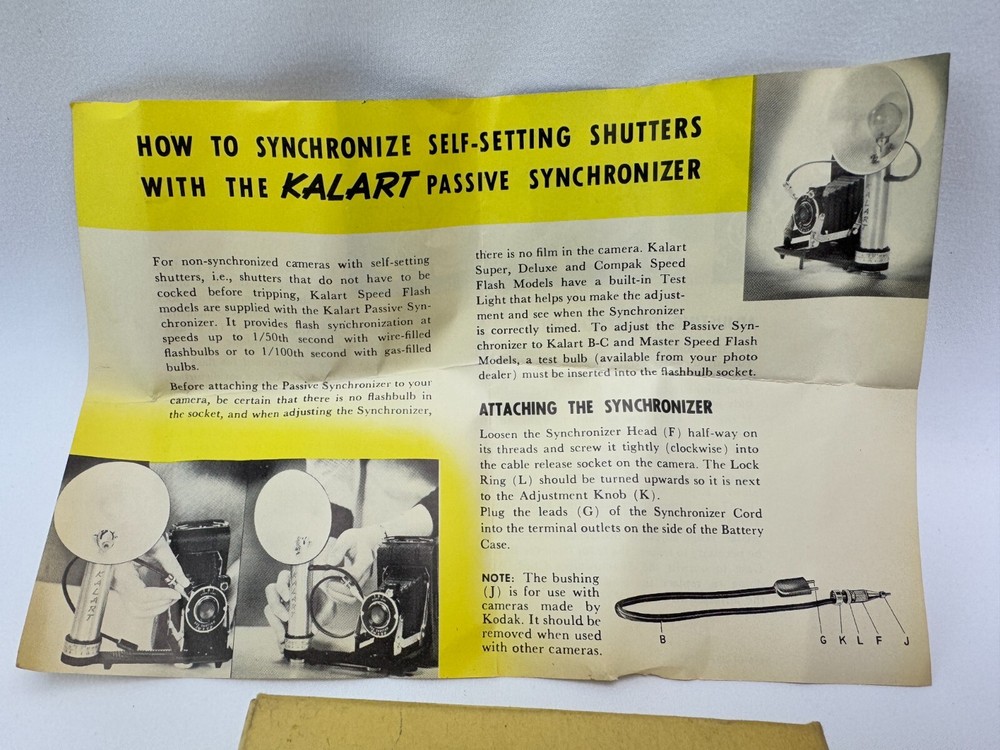 HOW TO SYNCHRONIZE SELF-SETTING SHUTTERS
WITH THE KALART PASSIVE SYNCHRONIZER
For non-synchronized cameras with self-setting
shutters, i.e., shutters that do not have to be
cocked before tripping, Kalart Speed Flash
models are supplied with the Kalart Passive Syn-
chronizer. It provides flash synchronization at
speeds up to 1/50th second with wire-filled
flashbulbs or to 1/100th second with gas-filled
bulbs.
Before attaching the Passive Synchronizer to your
camera, be certain that there is no flashbulb in
the socket, and when adjusting the Synchronizer,
there is no film in the camera. Kalart
Super, Deluxe and Compak Speed
Flash Models have a built-in Test
Light that helps you make the adjust-
ment and see when the Synchronizer
is correctly timed. To adjust the Passive Syn-
chronizer to Kalart B-C and Master Speed Flash
Models, a test bulb (available from your photo
dealer) must be inserted into the flashbulb socket.
ATTACHING THE SYNCHRONIZER
Loosen the Synchronizer Head (F) half-way on
its threads and screw it tightly (clockwise) into
the cable release socket on the camera. The Lock
Ring (L) should be turned upwards so it is next
to the Adjustment Knob (K).
Plug the leads (G) of the Synchronizer Cord
into the terminal outlets on the side of the Battery
Case.
NOTE: The bushing
(J) is for use with
cameras made by
Kodak. It should be
removed when used
with other cameras.
B G K L F J
KALART
KALART